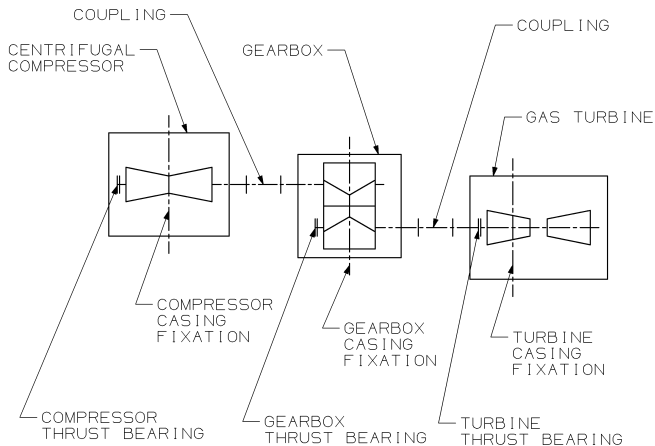 COUPLING
COUPLING
CENTRIFUGAL
COMPRESSOR
GEARBOX
GAS TURBINE
COMPRESSOR
CASING
FIXATION
GEARBOX
CASING
FIXATION
TURBINE
CASING
FIXATION
COMPRESSOR
THRUST BEARING
GEARBOX
THRUST BEARING
TURBINE
THRUST BEARING